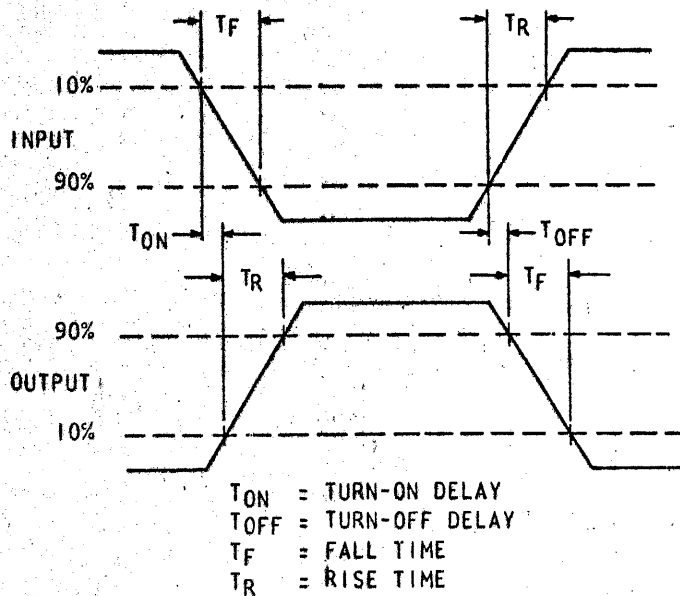 TF TR
10%
INPUT
90%
TON TOFF
TR TF
90%
OUTPUT
10%
TON = TURN-ON DELAY
TOFF = TURN-OFF DELAY
TF = FALL TIME
TR = RISE TIME